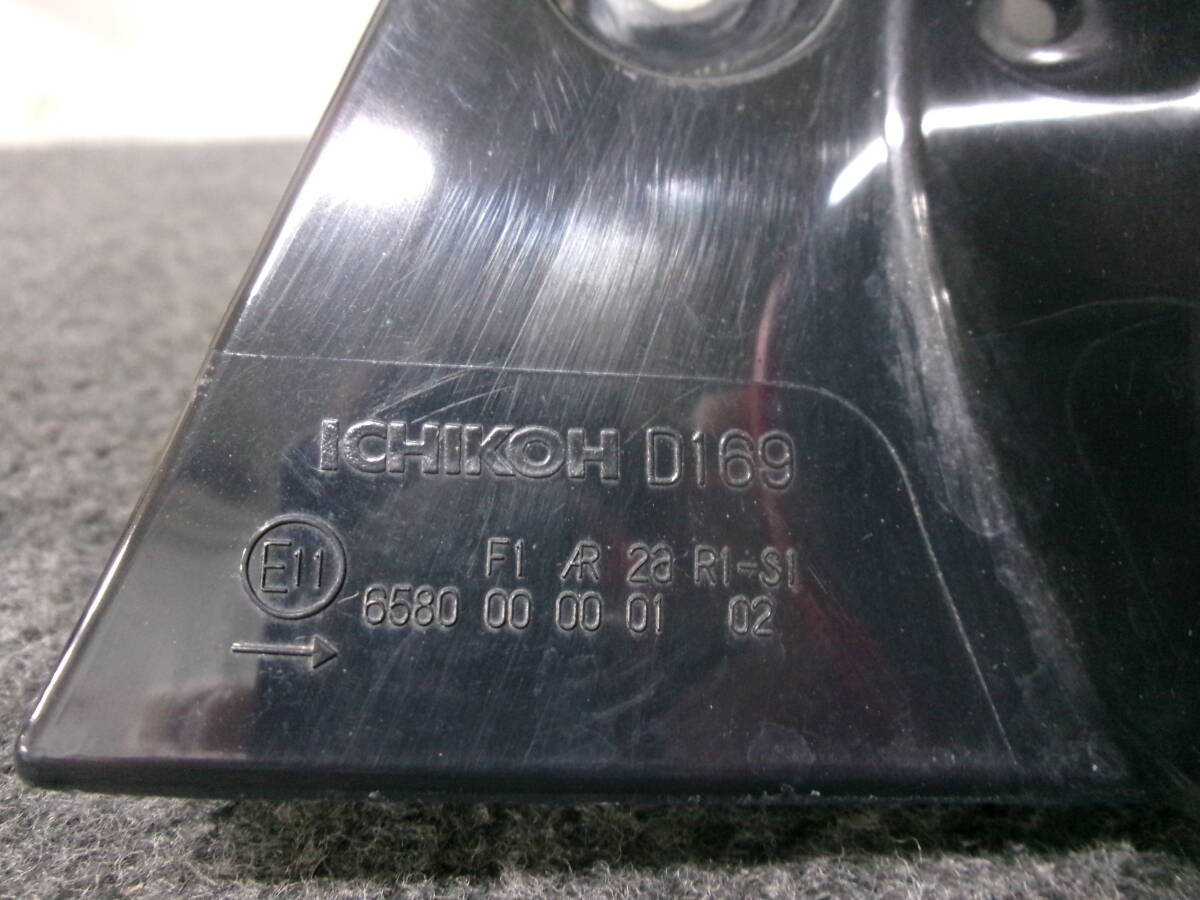 ICHIKOH D169
E11 F1 AR 2a R1-S1
6580 00 00 01 02